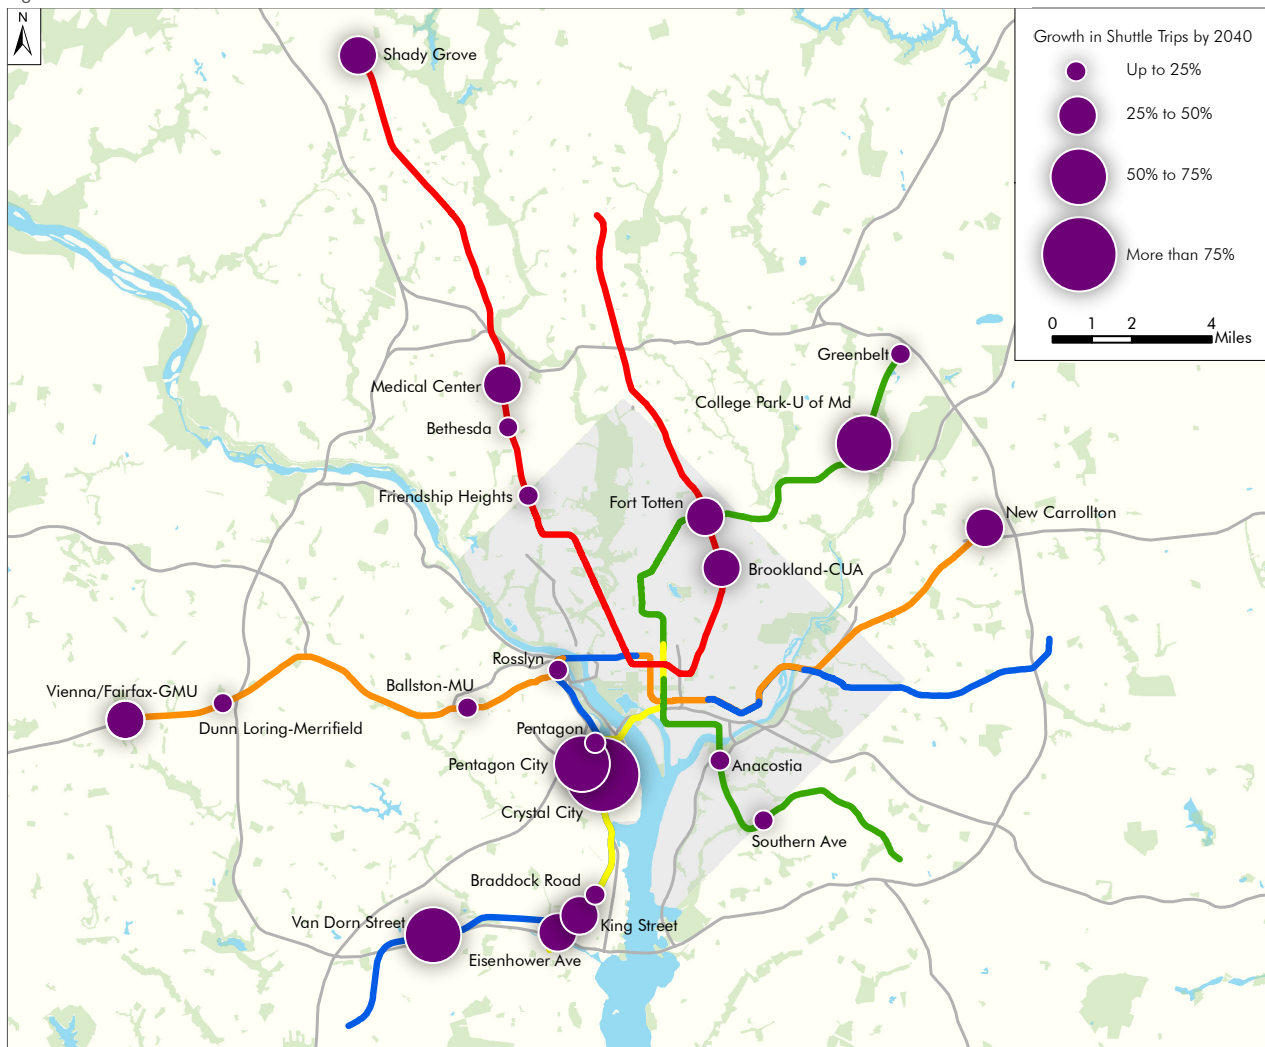 N
Shady Grove
Growth in Shuttle Trips by 2040
Up to 25%
25% to 50%
50% to 75%
More than 75%
0 1 2 4
Miles
Greenbelt
Medical Center
College Park-U of Md
Bethesda
Friendship Heights
Fort Totten
New Carrollton
Brookland-CUA
Rosslyn
Ballston-MU
Vienna/Fairfax-GMU
Dunn Loring-Merrifield
Pentagon
Pentagon City
Anacostia
Crystal City
Southern Ave
Braddock Road
Van Dorn Street
King Street
Eisenhower Ave